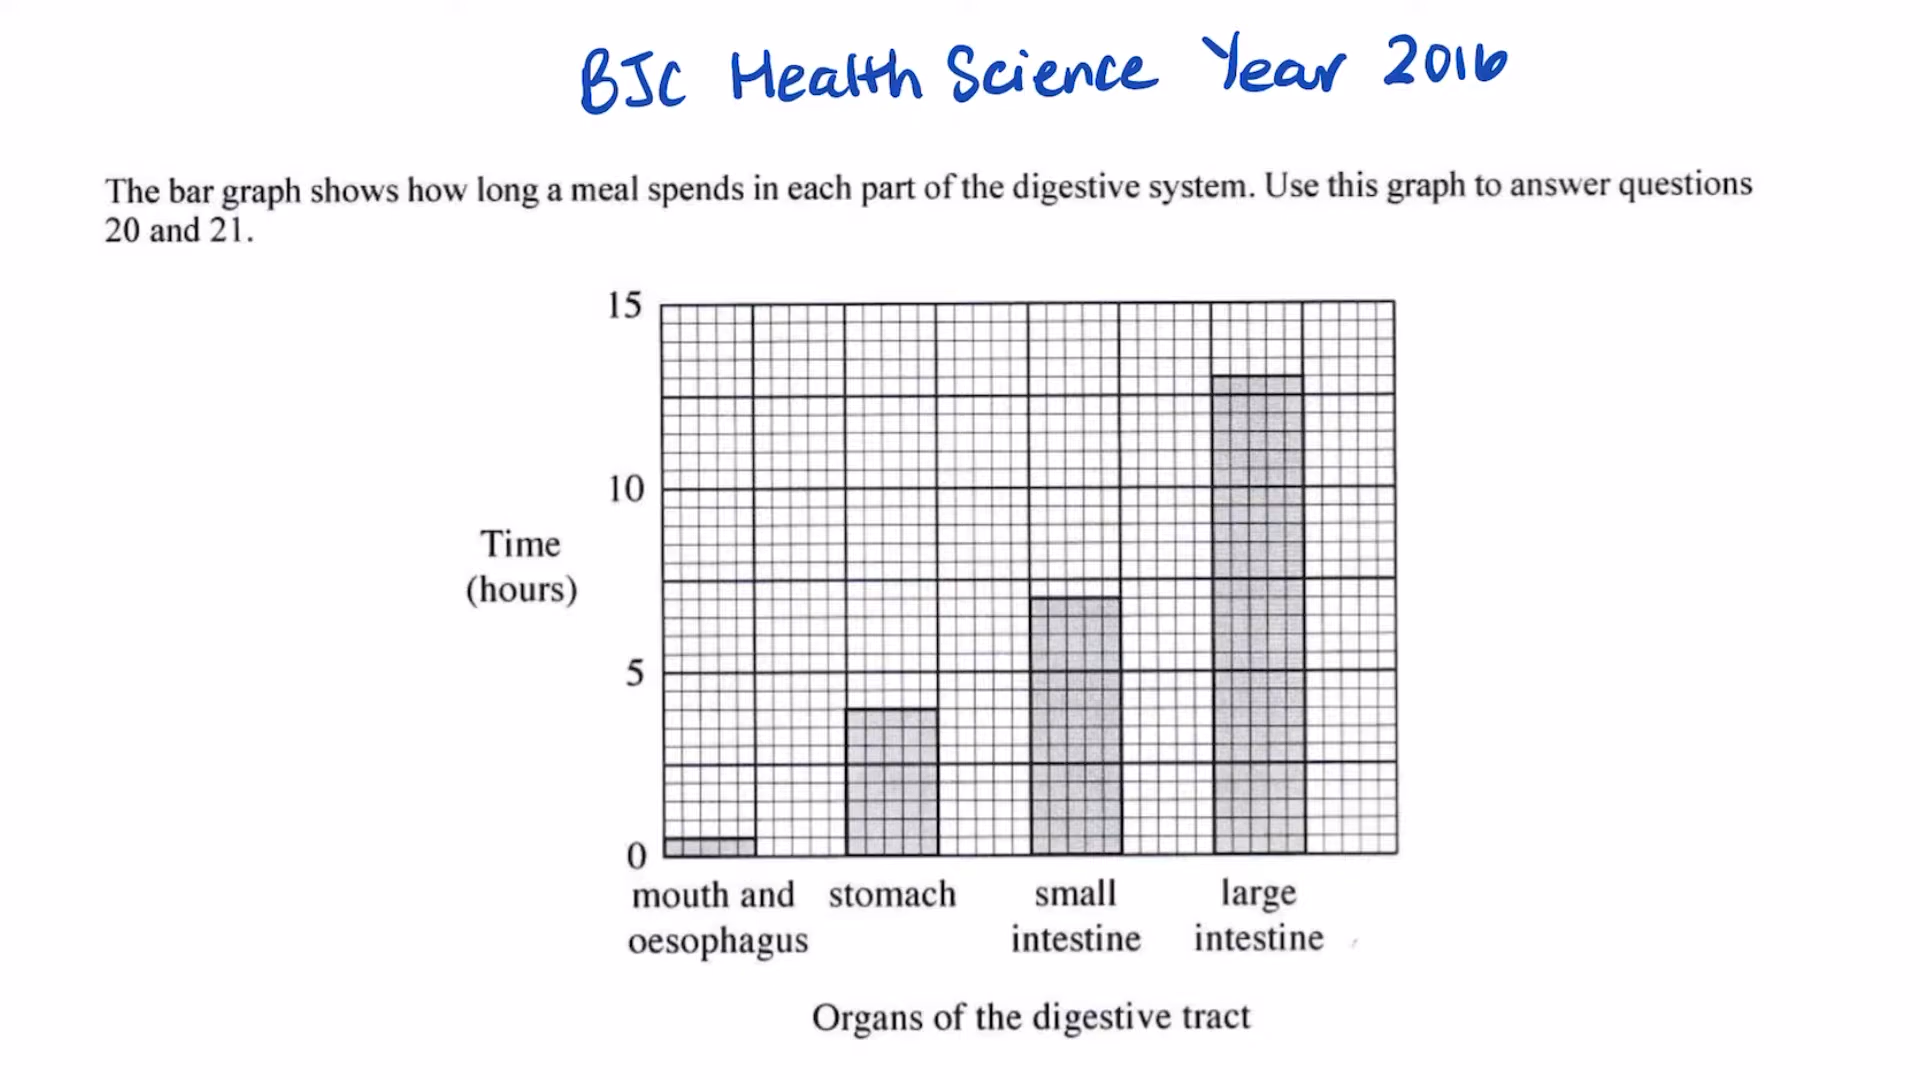 BJC Health Science Year 2016
The bar graph shows how long a meal spends in each part of the digestive system. Use this graph to answer questions
20 and 21.
15
10
Time
(hours)
5
0
mouth and stomach small large
oesophagus intestine intestine
Organs of the digestive tract